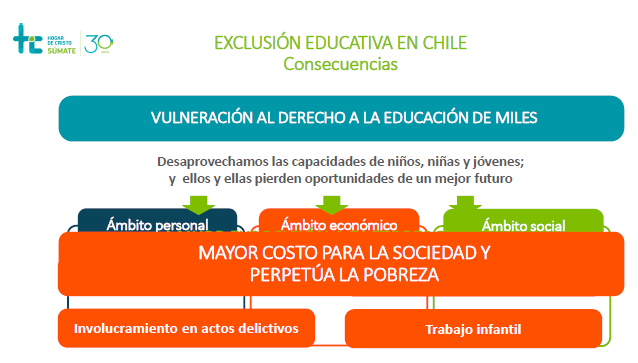 HOGAR
DE CRISTO
SÚMATE
30
EXCLUSIÓN EDUCATIVA EN CHILE
Consecuencias
VULNERACIÓN AL DERECHO A LA EDUCACIÓN DE MILES
Desaprovechamos las capacidades de niños, niñas y jóvenes;
y ellos y ellas pierden oportunidades de un mejor futuro
Ámbito personal
Ámbito económico
Ámbito social
MAYOR COSTO PARA LA SOCIEDAD Y
PERPETÚA LA POBREZA
Involucramiento en actos delictivos
Trabajo infantil